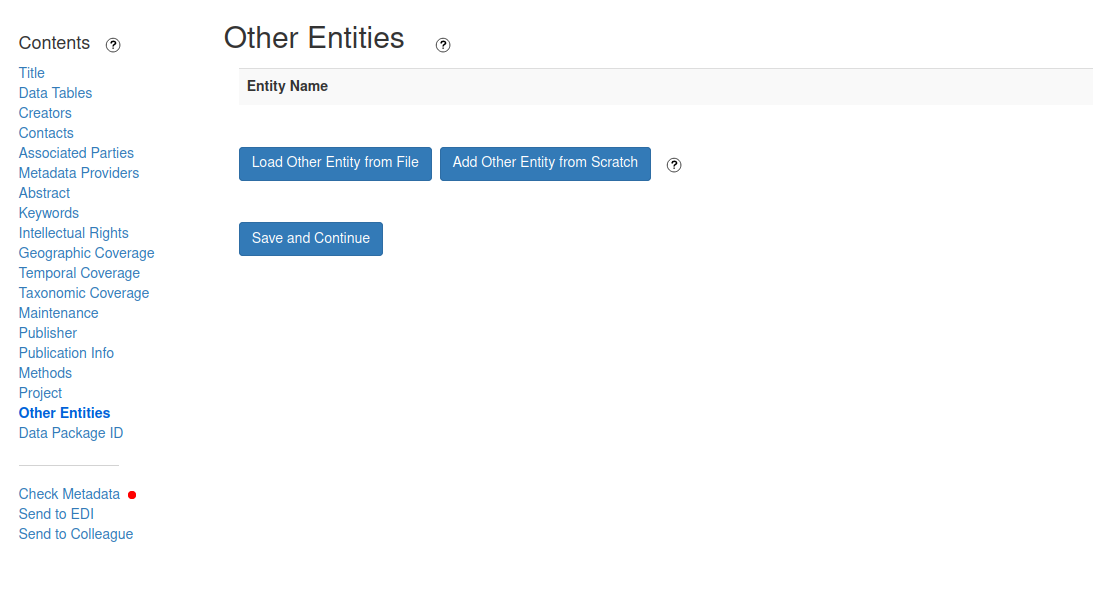 Contents ?
Title
Data Tables
Creators
Contacts
Associated Parties
Metadata Providers
Abstract
Keywords
Intellectual Rights
Geographic Coverage
Temporal Coverage
Taxonomic Coverage
Maintenance
Publisher
Publication Info
Methods
Project
Other Entities
Data Package ID
Check Metadata
Send to EDI
Send to Colleague
Other Entities ?
Entity Name
Load Other Entity from File Add Other Entity from Scratch ?
Save and Continue